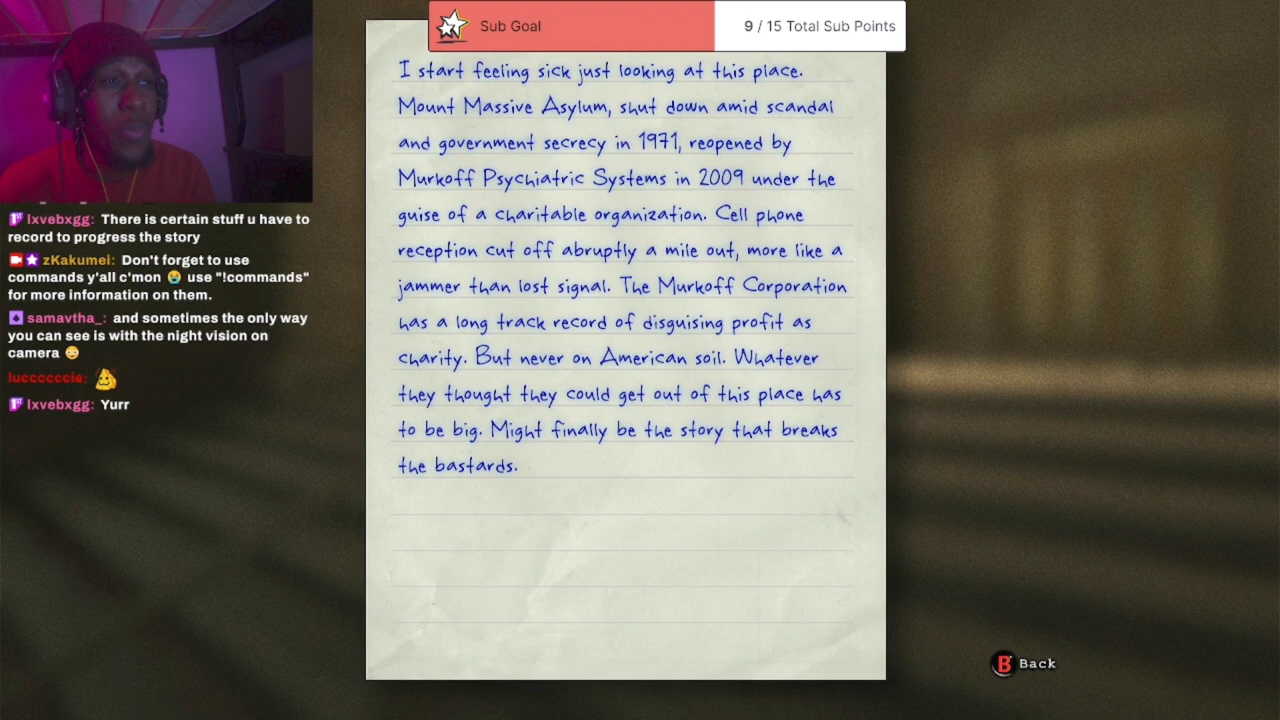 Sub Goal
9 / 15 Total Sub Points
I start feeling sick just looking at this place.
Mount Massive Asylum, shut down amid scandal
and government secrecy in 1971, reopened by
Murkoff Psychiatric Systems in 2009 under the
guise of a charitable organization. Cell phone
reception cut off abruptly a mile out, more like a
jammer than lost signal. The Murkoff Corporation
has a long track record of disguising profit as
charity. But never on American soil. Whatever
they thought they could get out of this place has
to be big. Might finally be the story that breaks
the bastards.
lxvebxgg: There is certain stuff u have to
record to progress the story
zKakumei: Don't forget to use
commands y'all c'mon 😭 use "!commands"
for more information on them.
samavtha_: and sometimes the only way
you can see is with the night vision on
camera 😳
lxvebxgg: Yurr
B Back